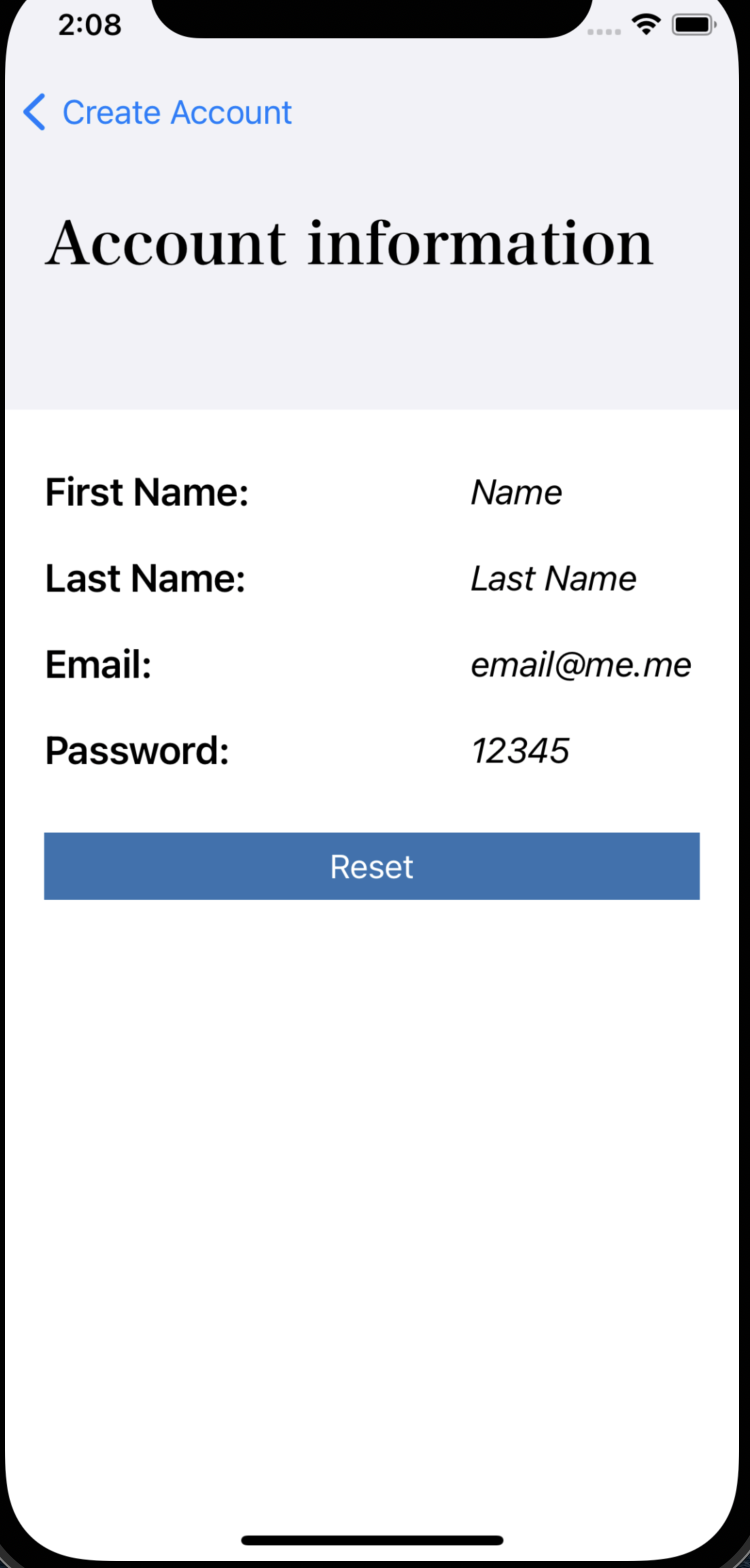 2:08
Create Account
Account information
First Name: Name
Last Name: Last Name
Email: email@me.me
Password: 12345
Reset